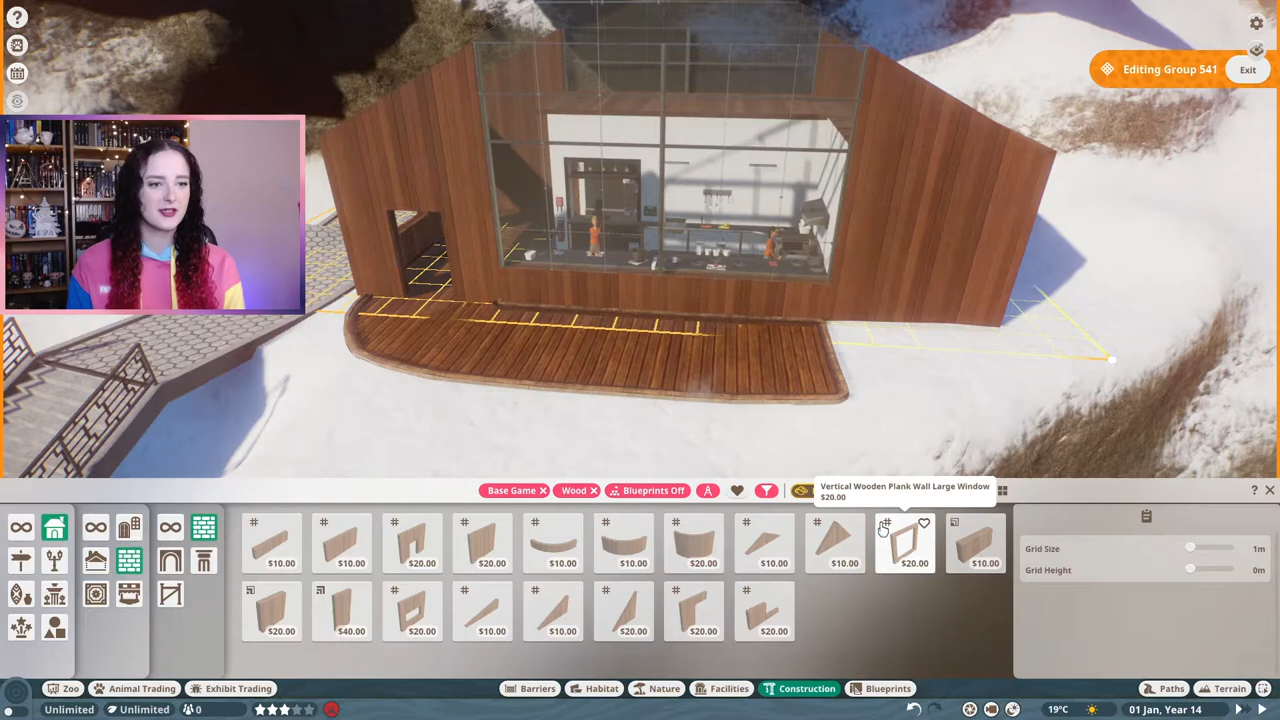 ?
Editing Group 541
Exit
Base Game ×
Wood ×
Blueprints Off
Vertical Wooden Plank Wall Large Window
$20.00
?
$10.00 $10.00 $20.00 $20.00 $10.00 $10.00 $20.00 $10.00 $10.00 $20.00 $10.00
$20.00 $40.00 $20.00 $10.00 $10.00 $20.00 $20.00 $20.00
Grid Size 1m
Grid Height 0m
Zoo Animal Trading Exhibit Trading Barriers Habitat Nature Facilities Construction Blueprints Paths Terrain
Unlimited Unlimited 0 19°C 01 Jan, Year 14